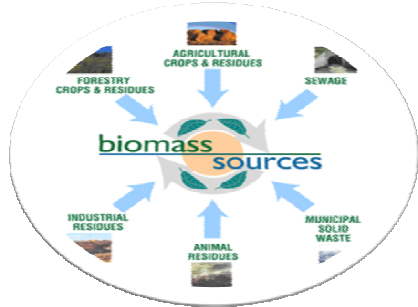 AGRICULTURAL
CROPS & RESIDUES
FORESTRY
CROPS & RESIDUES
SEWAGE
biomass
sources
INDUSTRIAL
RESIDUES
ANIMAL
RESIDUES
MUNICIPAL
SOLID
WASTE